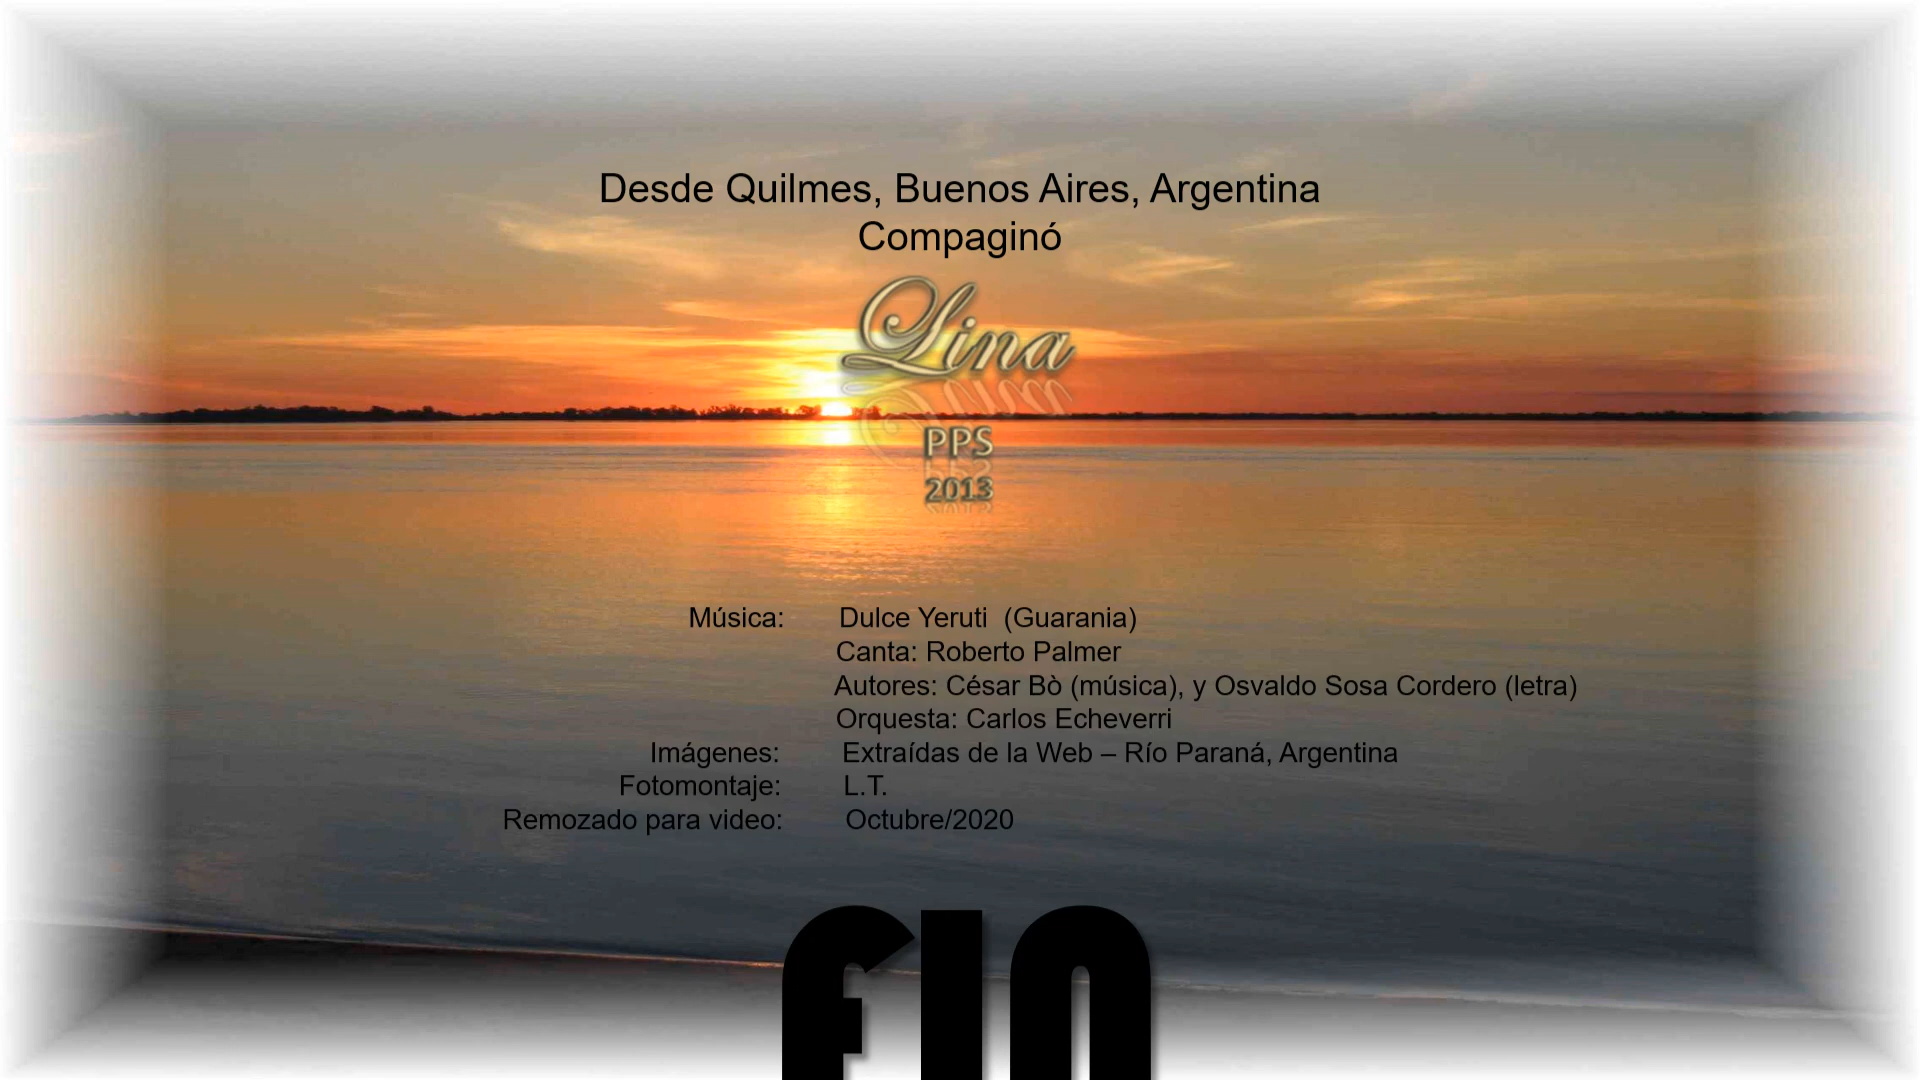 Desde Quilmes, Buenos Aires, Argentina
Compaginó
Lina
PPS
2013
Música: Dulce Yeruti (Guarania)
Canta: Roberto Palmer
Autores: César Bò (música), y Osvaldo Sosa Cordero (letra)
Orquesta: Carlos Echeverri
Imágenes: Extraídas de la Web – Río Paraná, Argentina
Fotomontaje: L.T.
Remozado para video: Octubre/2020
FIN